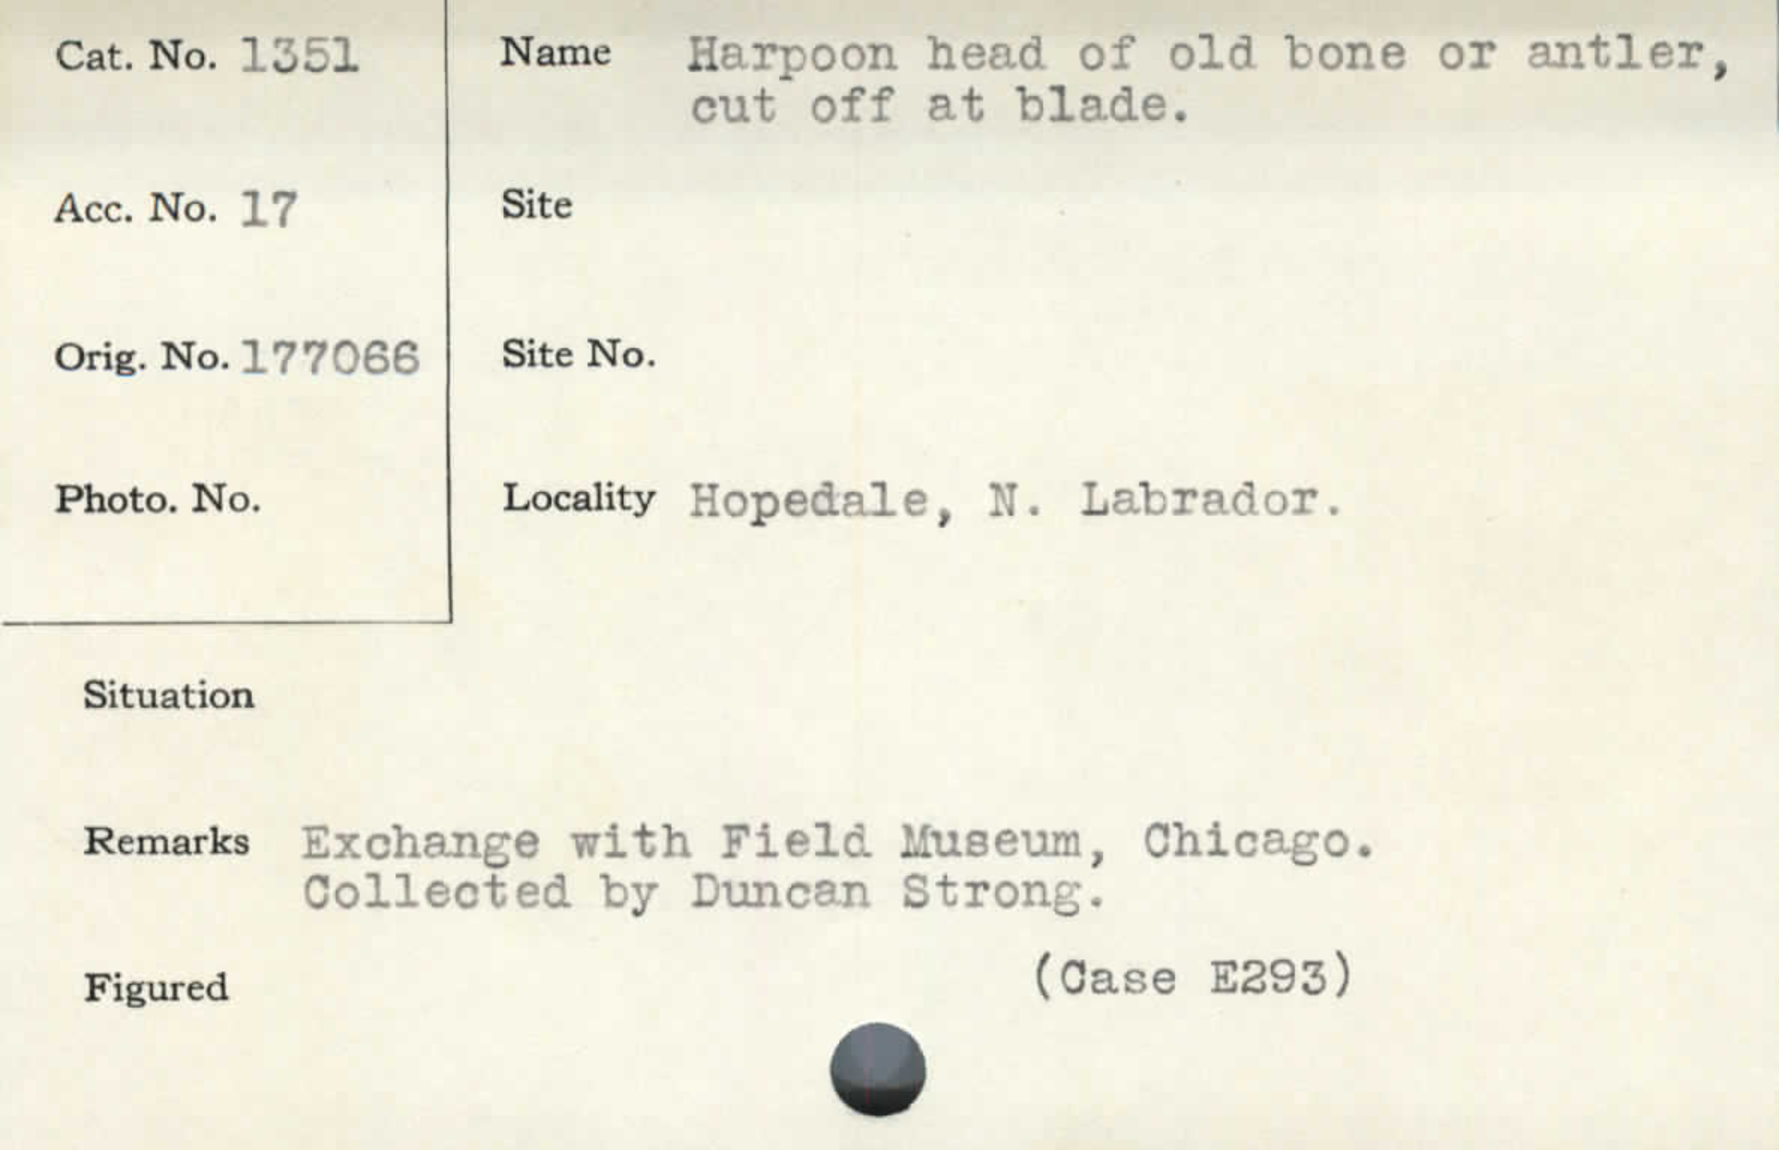 Cat. No. 1351
Name Harpoon head of old bone or antler,
cut off at blade.
Acc. No. 17
Site
Orig. No. 177066
Site No.
Photo. No.
Locality Hopedale, N. Labrador.
Situation
Remarks Exchange with Field Museum, Chicago.
Collected by Duncan Strong.
Figured
(Case E293)